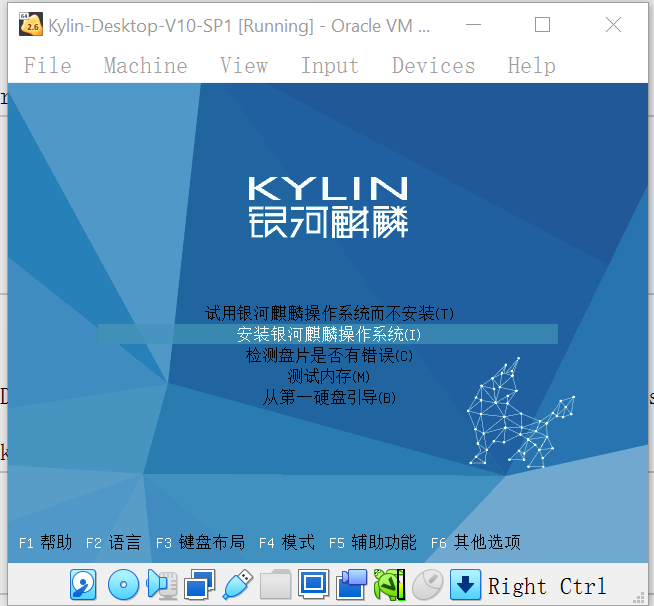 Kylin-Desktop-V10-SP1 [Running] - Oracle VM ...
File Machine View Input Devices Help
KYLIN
银河麒麟
试用银河麒麟操作系统而不安装(T)
安装银河麒麟操作系统(I)
检测盘片是否有错误(C)
测试内存(M)
从第一硬盘引导(B)
F1 帮助 F2 语言 F3 键盘布局 F4 模式 F5 辅助功能 F6 其他选项
Right Ctrl